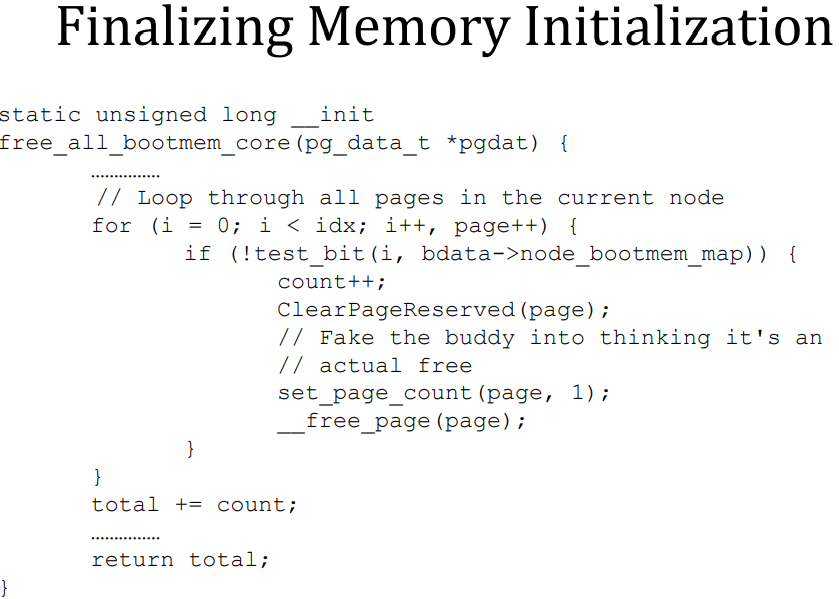 Finalizing Memory Initialization
static unsigned long __init
free_all_bootmem_core(pg_data_t *pgdat) {
……………
// Loop through all pages in the current node
for (i = 0; i < idx; i++, page++) {
if (!test_bit(i, bdata->node_bootmem_map)) {
count++;
ClearPageReserved(page);
// Fake the buddy into thinking it's an
// actual free
set_page_count(page, 1);
__free_page(page);
}
}
total += count;
……………
return total;
}